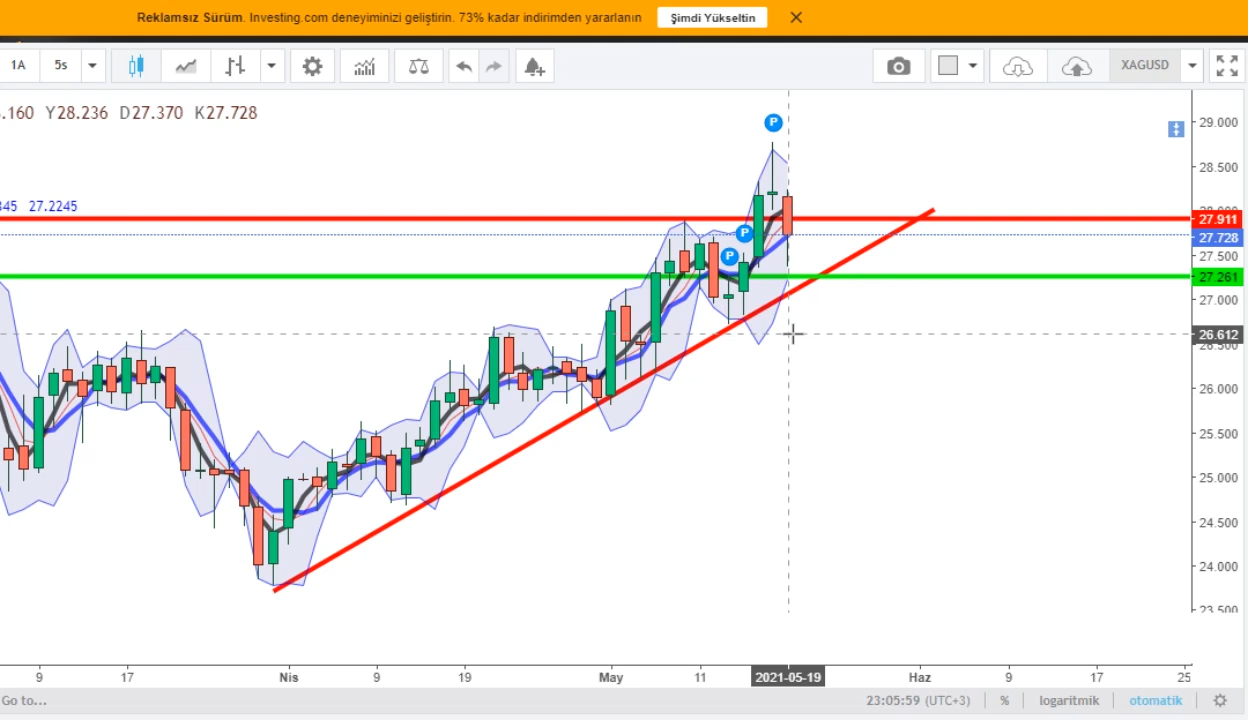 Reklamsız Sürüm. Investing.com deneyiminizi geliştirin. 73% kadar indirimden yararlanın Şimdi Yükseltin
1A 5s XAGUSD
.160 Y28.236 D27.370 K27.728
27.2245
P
P
P
29.000
28.500
27.911
27.728
27.500
27.261
27.000
26.612
26.000
25.500
25.000
24.500
24.000
23.500
9 17 Nis 9 19 May 11 2021-05-19 Haz 9 17 25
Go to... 23:05:59 (UTC+3) % logaritmik otomatik